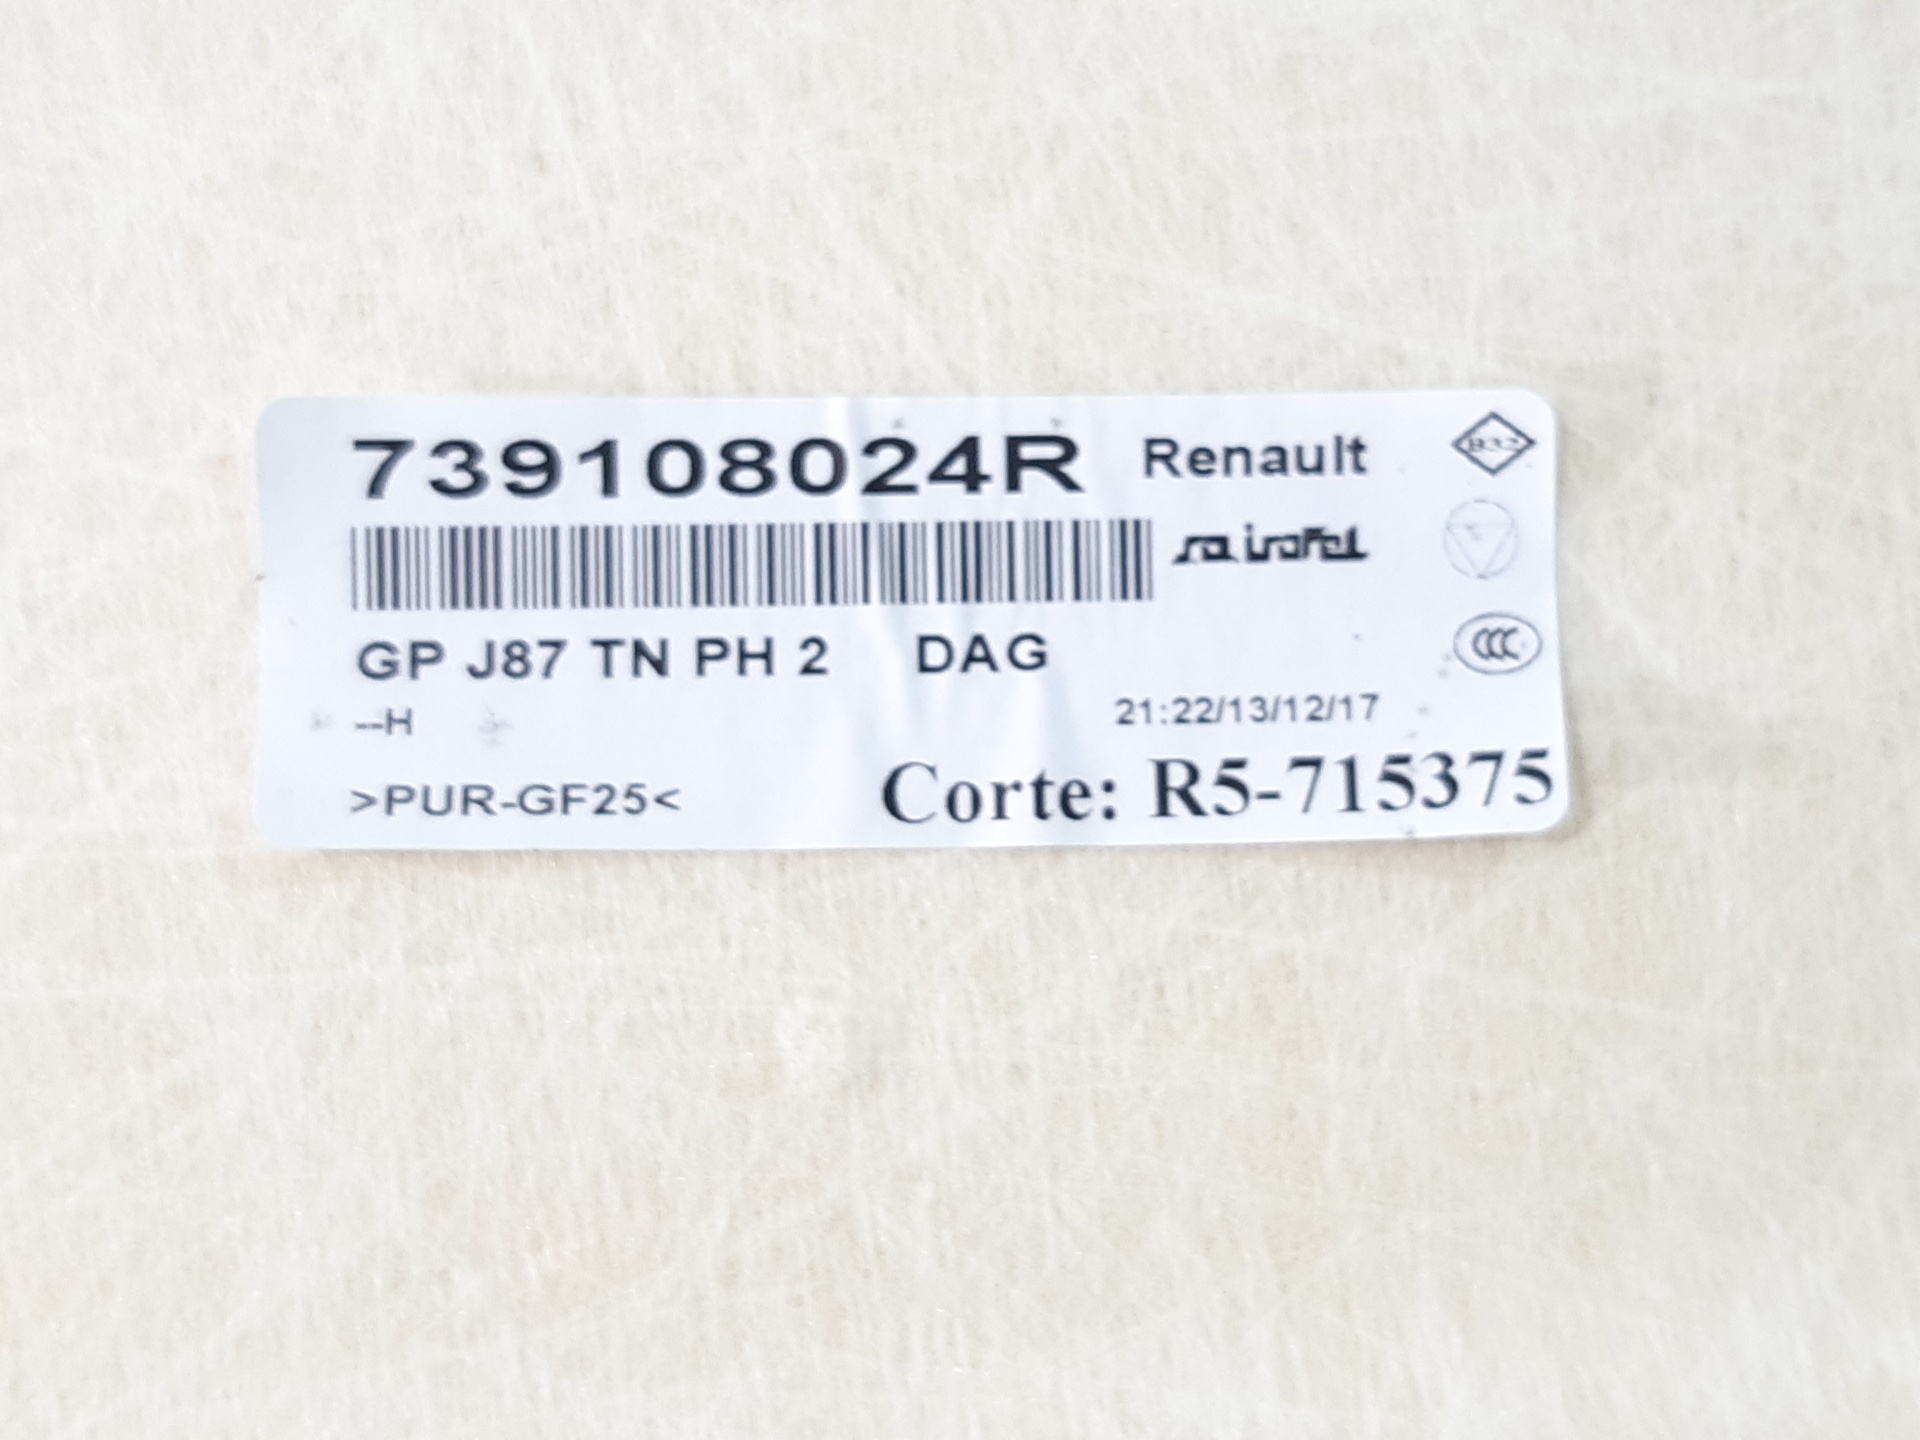 739108024R Renault
GP J87 TN PH 2 DAG
--H
21:22/13/12/17
>PUR-GF25<
Corte: R5-715375